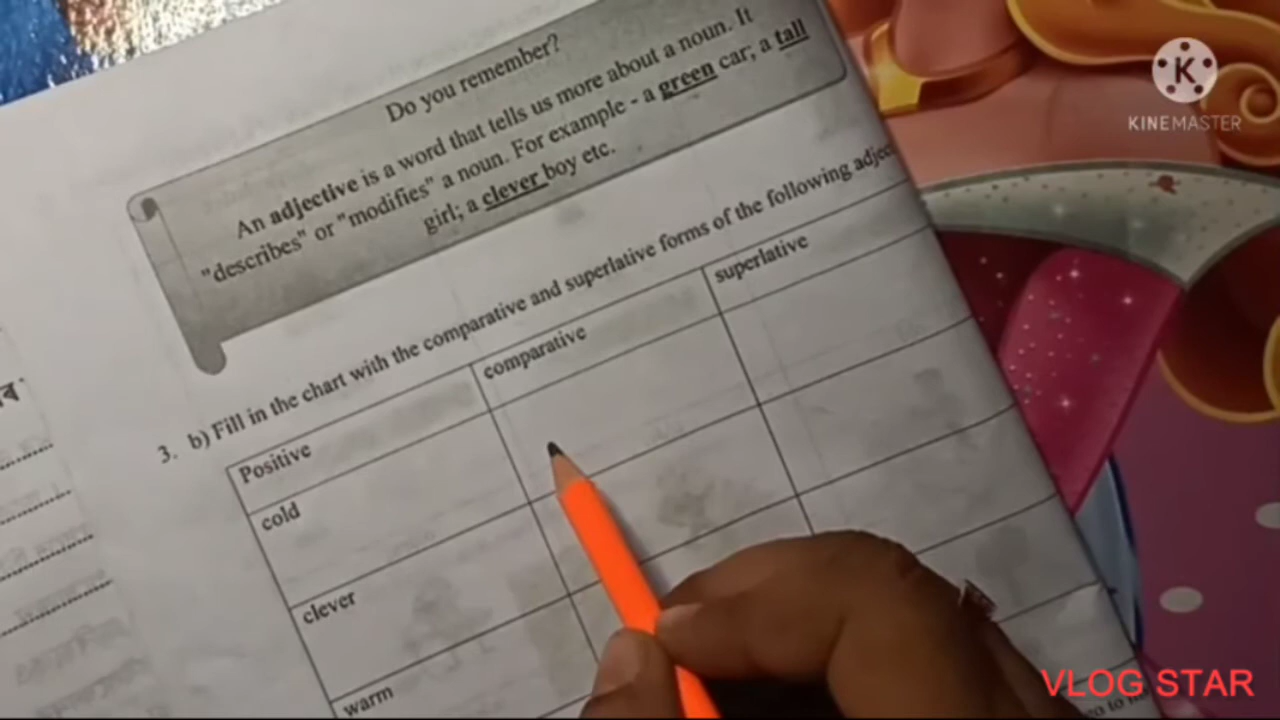 Do you remember?
An adjective is a word that tells us more about a noun. It
"describes" or "modifies" a noun. For example - a green car; a tall
girl; a clever boy etc.
3. b) Fill in the chart with the comparative and superlative forms of the following
Positive comparative superlative
cold
clever
warm
KINEMASTER
VLOG STAR